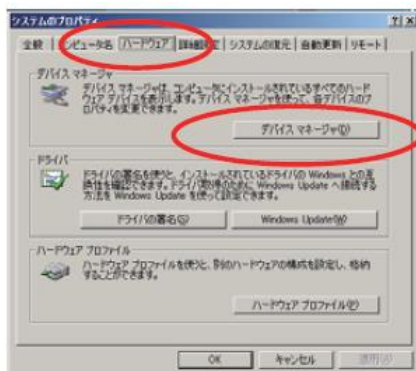 システムのプロパティ
全般 コンピュータ名 ハードウェア 詳細設定 システムの復元 自動更新 リモート
デバイス マネージャ
デバイス マネージャは、コンピュータにインストールされているすべてのハード
ウェア デバイスを表示します。デバイス マネージャを使って、各デバイスのプ
ロパティを変更できます。
デバイス マネージャ(D)
ドライバ
ドライバの署名を使うと、インストールされているドライバの Windows との互
換性を確認できます。ドライバ取得のために Windows Update へ接続する
方法を Windows Update を使って設定できます。
ドライバの署名(S)
Windows Update(W)
ハードウェア プロファイル
ハードウェア プロファイルを使うと、別のハードウェアの構成を設定し、格納
することができます。
ハードウェア プロファイル(P)
OK キャンセル 適用(A)